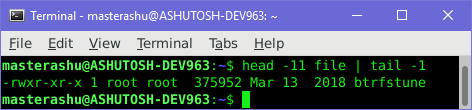 Terminal - masterashu@ASHUTOSH-DEV963: ~
File Edit View Terminal Tabs Help
masterashu@ASHUTOSH-DEV963:~$ head -11 file | tail -1
-rwxr-xr-x 1 root root  375952 Mar 13  2018 btrfstune
masterashu@ASHUTOSH-DEV963:~$